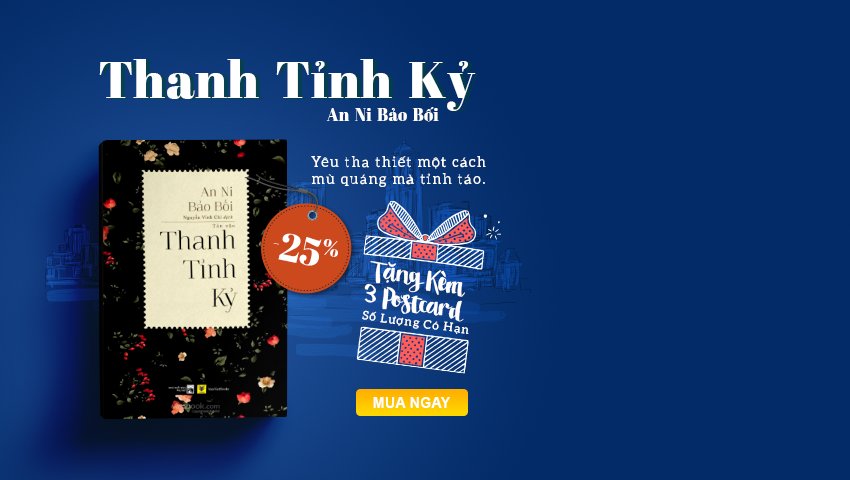 Thanh Tỉnh Kỷ
An Ni Bảo Bối
Yêu tha thiết một cách
mù quáng mà tỉnh táo.
An Ni
Bảo Bối
Nguyễn Vinh Chi dịch
Tản văn
Thanh
Tỉnh
Kỷ
-25%
Tặng Kèm
3 Postcard
Số Lượng Có Hạn
MUA NGAY